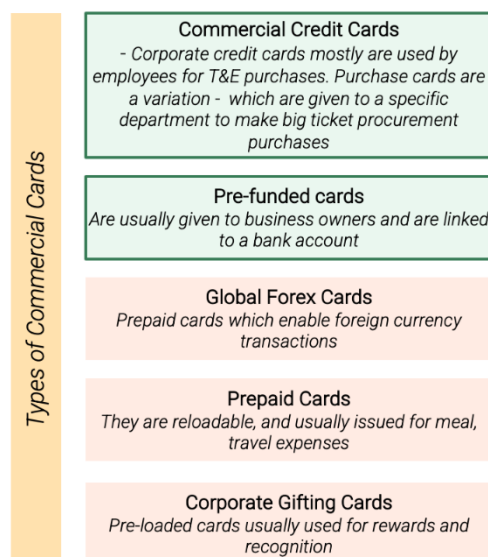 Types of Commercial Cards
Commercial Credit Cards
- Corporate credit cards mostly are used by
employees for T&E purchases. Purchase cards are
a variation - which are given to a specific
department to make big ticket procurement
purchases
Pre-funded cards
Are usually given to business owners and are linked
to a bank account
Global Forex Cards
Prepaid cards which enable foreign currency
transactions
Prepaid Cards
They are reloadable, and usually issued for meal,
travel expenses
Corporate Gifting Cards
Pre-loaded cards usually used for rewards and
recognition